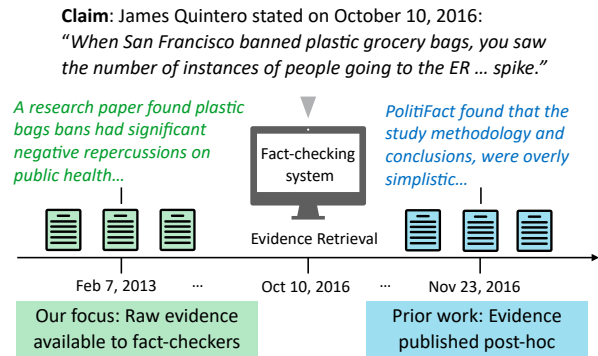 Claim: James Quintero stated on October 10, 2016:
“When San Francisco banned plastic grocery bags, you saw
the number of instances of people going to the ER … spike.”
A research paper found plastic
bags bans had significant
negative repercussions on
public health…
Fact-checking
system
PolitiFact found that the
study methodology and
conclusions, were overly
simplistic…
Evidence Retrieval
Feb 7, 2013 … Oct 10, 2016 … Nov 23, 2016
Our focus: Raw evidence
available to fact-checkers
Prior work: Evidence
published post-hoc